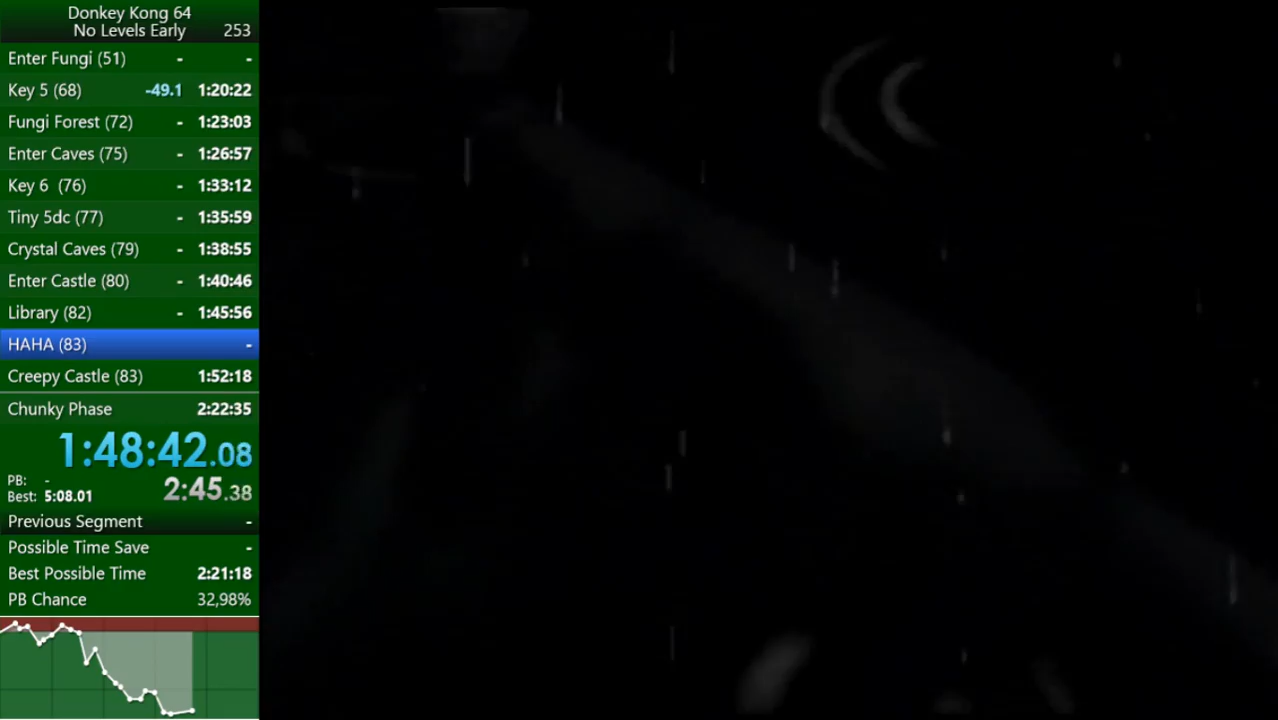 Donkey Kong 64
No Levels Early 253
Enter Fungi (51) - -
Key 5 (68) -49.1 1:20:22
Fungi Forest (72) - 1:23:03
Enter Caves (75) - 1:26:57
Key 6 (76) - 1:33:12
Tiny 5dc (77) - 1:35:59
Crystal Caves (79) - 1:38:55
Enter Castle (80) - 1:40:46
Library (82) - 1:45:56
HAHA (83) -
Creepy Castle (83) 1:52:18
Chunky Phase 2:22:35
1:48:42.08
PB: -
Best: 5:08.01 2:45.38
Previous Segment -
Possible Time Save -
Best Possible Time 2:21:18
PB Chance 32,98%